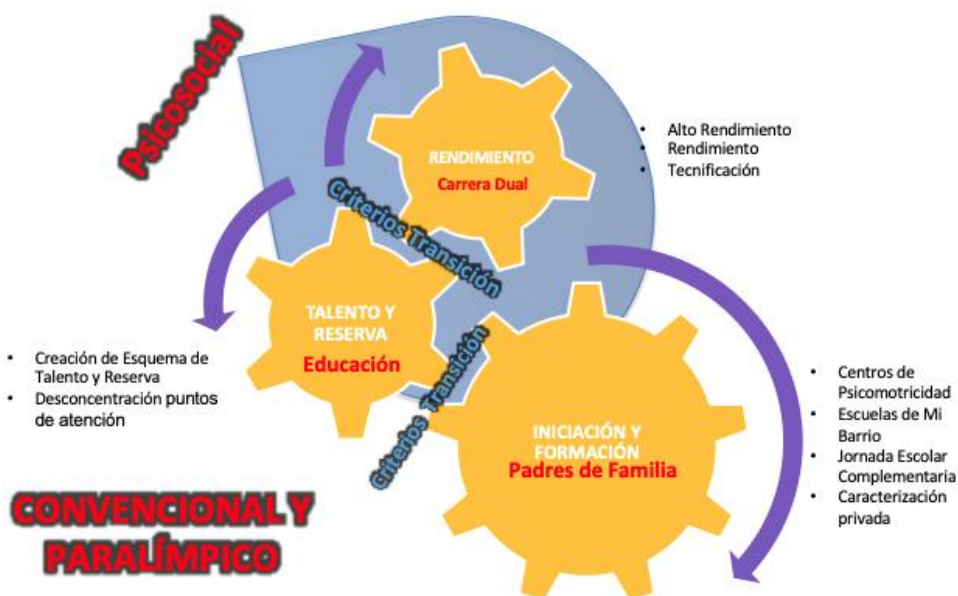 Psicosocial
RENDIMIENTO
Carrera Dual
• Alto Rendimiento
• Rendimiento
• Tecnificación
Criterios Transición
TALENTO Y
RESERVA
Educación
• Creación de Esquema de
Talento y Reserva
• Desconcentración puntos
de atención
Criterios Transición
INICIACIÓN Y
FORMACIÓN
Padres de Familia
• Centros de
Psicomotricidad
• Escuelas de Mi
Barrio
• Jornada Escolar
Complementaria
• Caracterización
privada
CONVENCIONAL Y
PARALÍMPICO